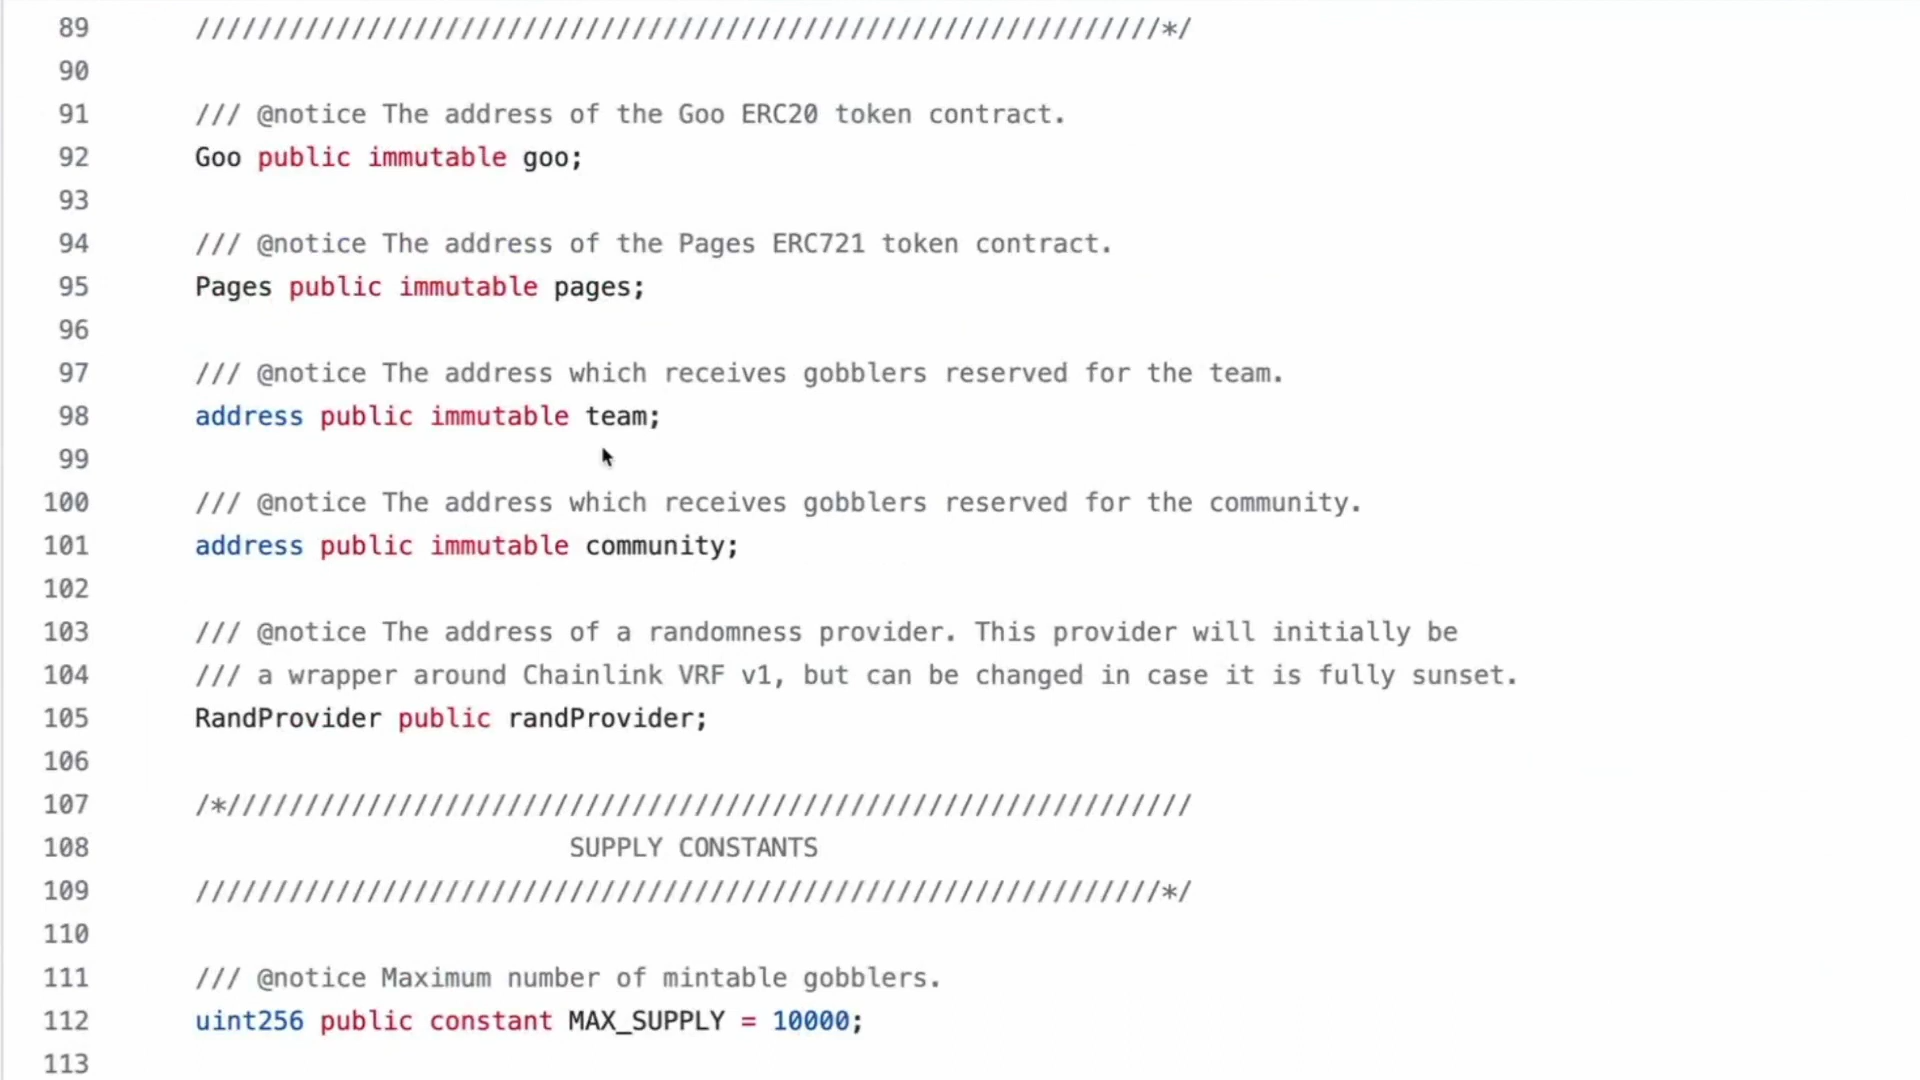 89 //////////////////////////////////////////////////////////////*/
90
91 /// @notice The address of the Goo ERC20 token contract.
92 Goo public immutable goo;
93
94 /// @notice The address of the Pages ERC721 token contract.
95 Pages public immutable pages;
96
97 /// @notice The address which receives gobblers reserved for the team.
98 address public immutable team;
99
100 /// @notice The address which receives gobblers reserved for the community.
101 address public immutable community;
102
103 /// @notice The address of a randomness provider. This provider will initially be
104 /// a wrapper around Chainlink VRF v1, but can be changed in case it is fully sunset.
105 RandProvider public randProvider;
106
107 /*//////////////////////////////////////////////////////////////
108 SUPPLY CONSTANTS
109 //////////////////////////////////////////////////////////////*/
110
111 /// @notice Maximum number of mintable gobblers.
112 uint256 public constant MAX_SUPPLY = 10000;
113